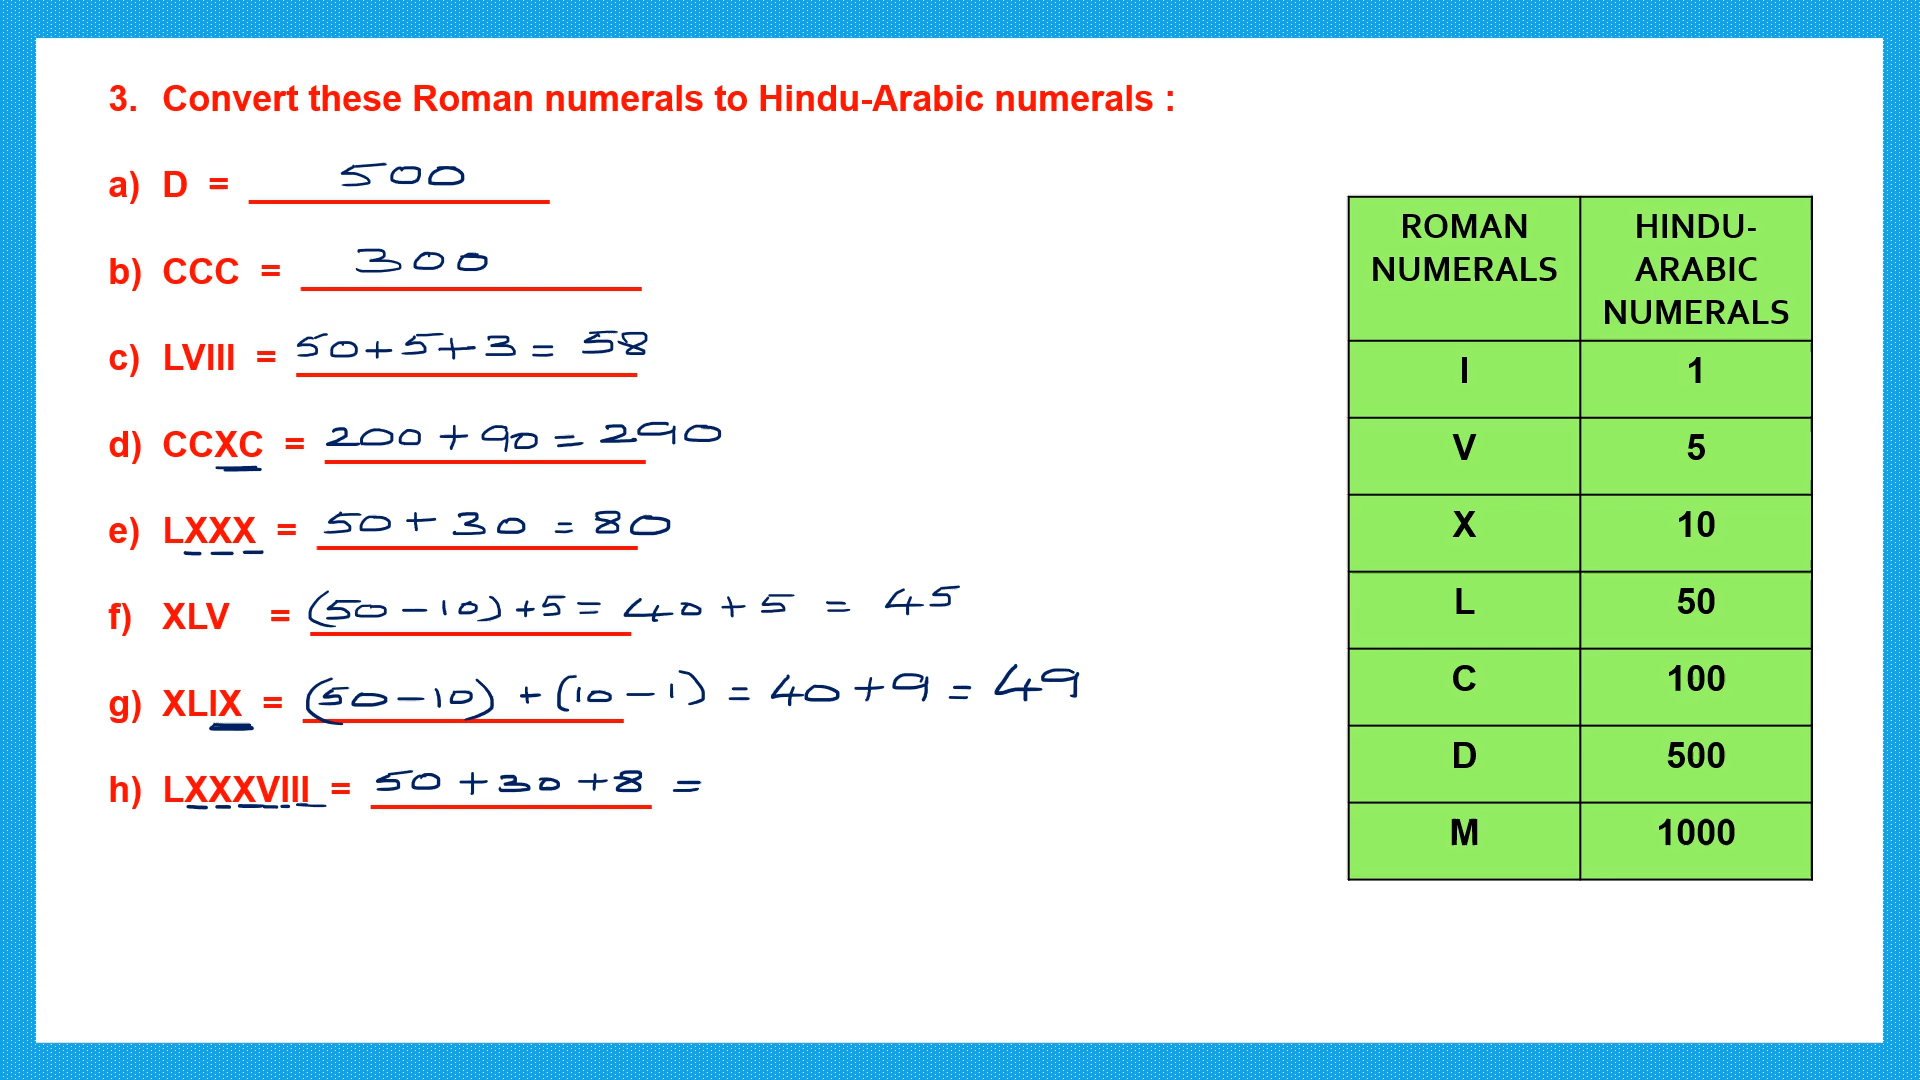 3. Convert these Roman numerals to Hindu-Arabic numerals :
a) D = 500
b) CCC = 300
c) LVIII = 50+5+3 = 58
d) CCXC = 200 + 90 = 290
e) LXXX = 50 + 30 = 80
f) XLV = (50 - 10) + 5 = 40 + 5 = 45
g) XLIX = (50 - 10) + (10 - 1) = 40 + 9 = 49
h) LXXXVIII = 50 + 30 + 8 =
ROMAN NUMERALS HINDU-ARABIC NUMERALS
I 1
V 5
X 10
L 50
C 100
D 500
M 1000